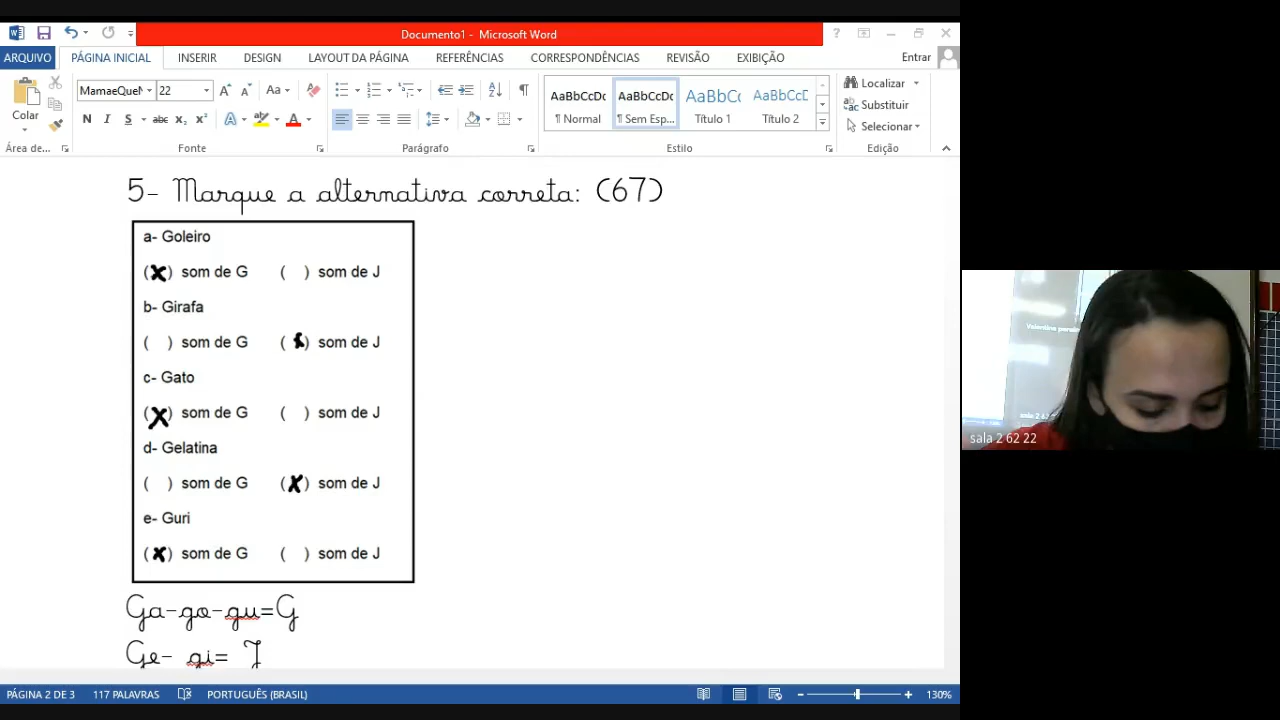 Documento1 - Microsoft Word
ARQUIVO PÁGINA INICIAL INSERIR DESIGN LAYOUT DA PÁGINA REFERÊNCIAS CORRESPONDÊNCIAS REVISÃO EXIBIÇÃO Entrar
Colar
MamaeQueN 22
AaBbCcDc AaBbCcDc AaBbC AaBbCcD
¶ Normal ¶ Sem Esp... Título 1 Título 2
Localizar
Substituir
Selecionar
Área de... Fonte Parágrafo Estilo Edição
5- Marque a alternativa correta: (67)
a- Goleiro
(X) som de G ( ) som de J
b- Girafa
( ) som de G (x) som de J
c- Gato
(X) som de G ( ) som de J
d- Gelatina
( ) som de G (X) som de J
e- Guri
(X) som de G ( ) som de J
Ga-go-gu=G
Ge- gi= J
PÁGINA 2 DE 3 117 PALAVRAS PORTUGUÊS (BRASIL) 130%
sala 2 62 22